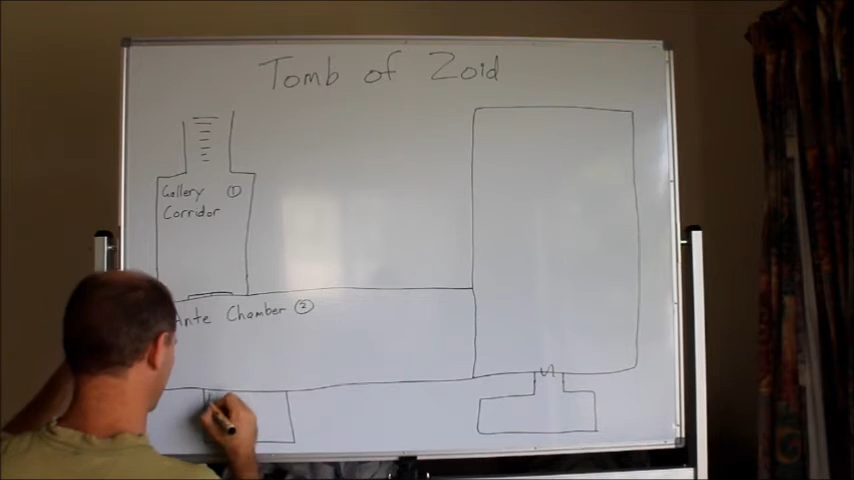 Tomb of Zoid
Gallery ①
Corridor
Ante Chamber ②